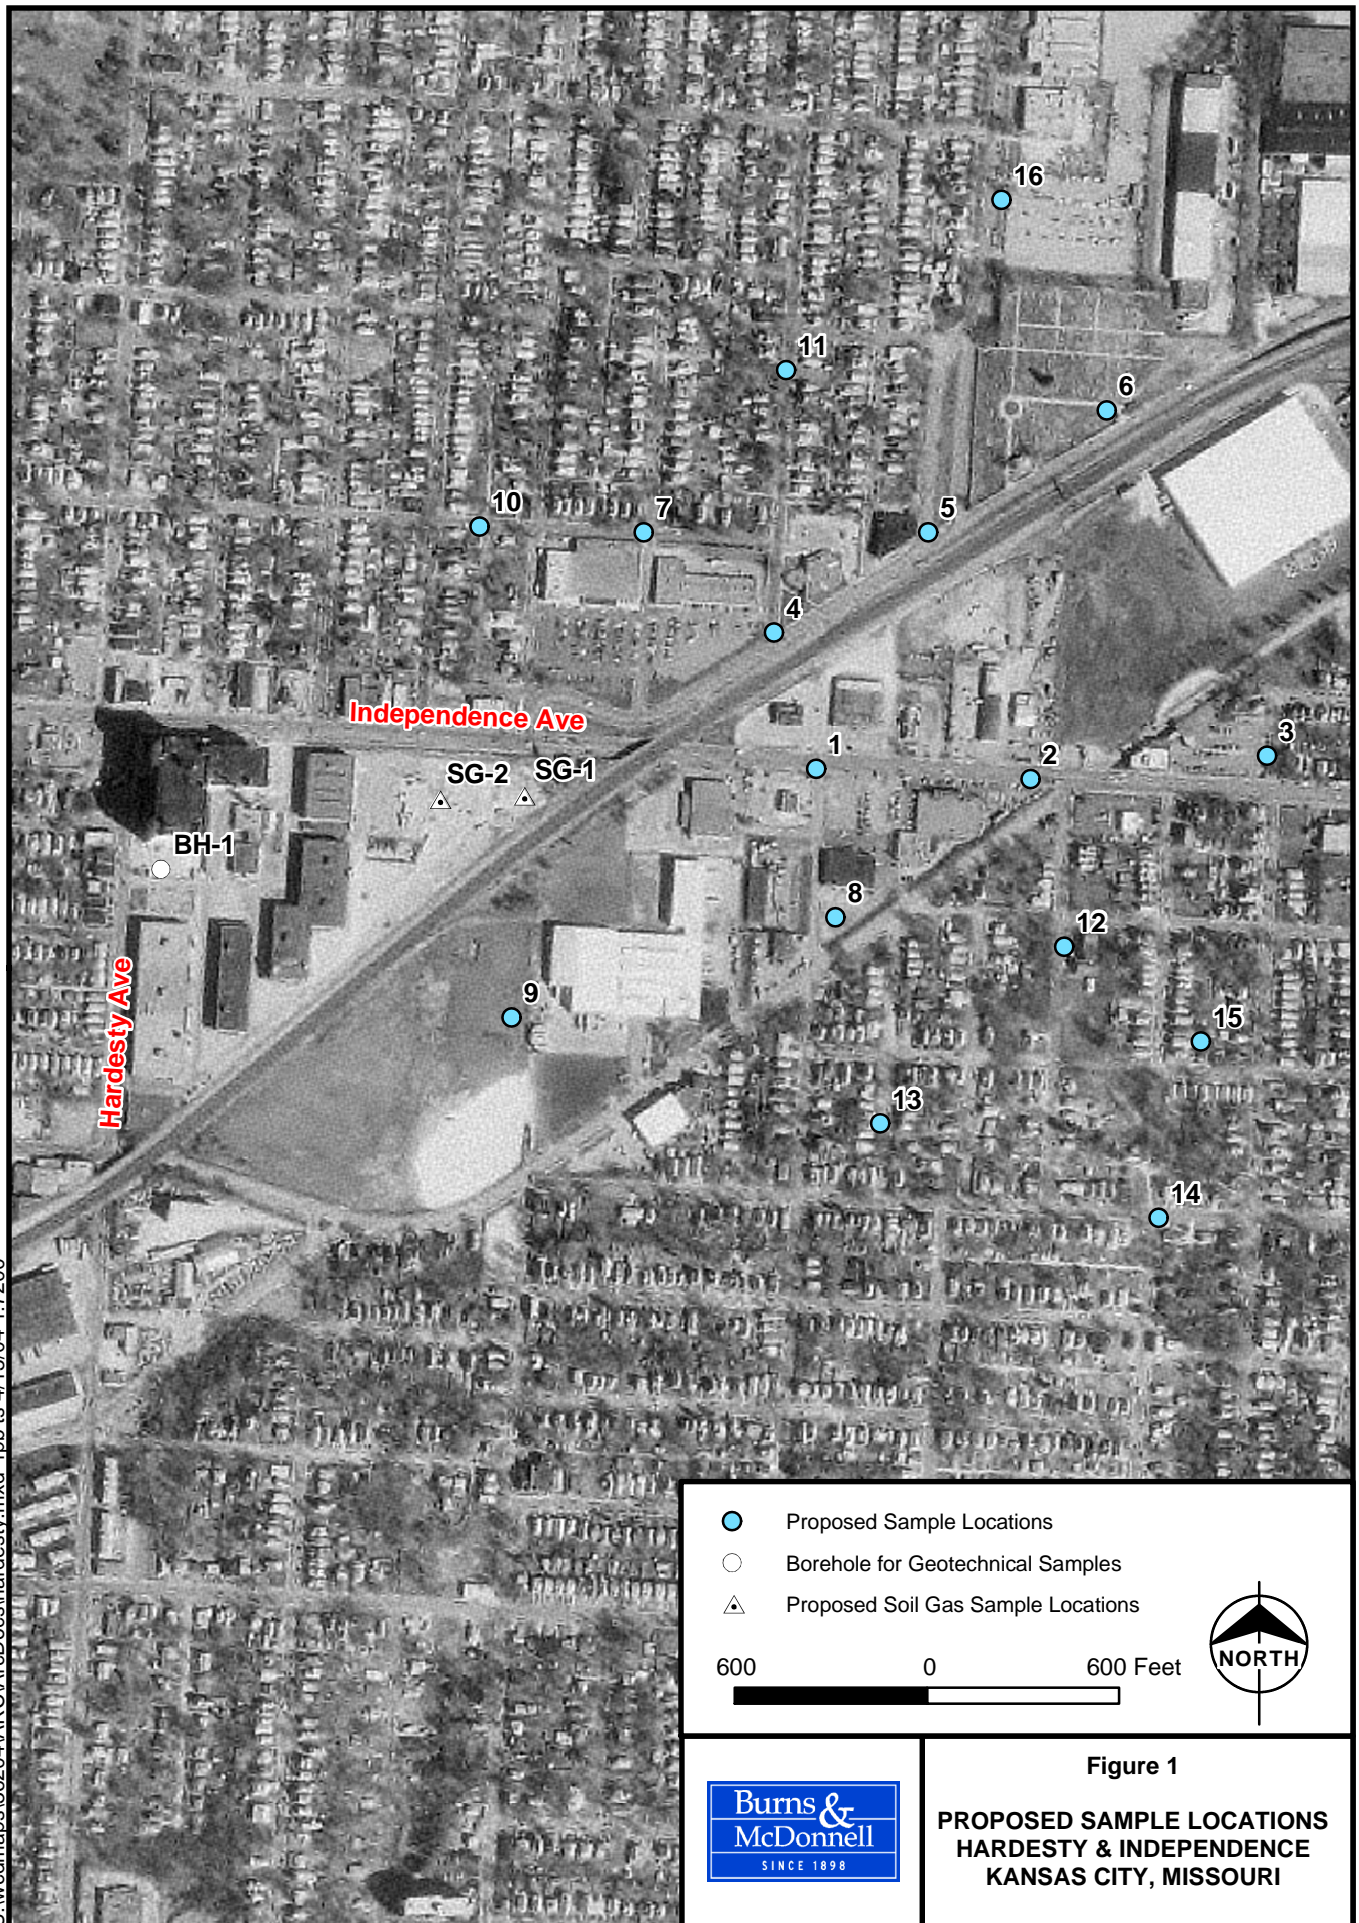 16
11
6
10
7
5
4
Independence Ave
1
2
3
SG-2
SG-1
BH-1
8
12
Hardesty Ave
9
15
13
14
Proposed Sample Locations
Borehole for Geotechnical Samples
Proposed Soil Gas Sample Locations
600 0 600 Feet
NORTH
Figure 1
Burns &
McDonnell
SINCE 1898
PROPOSED SAMPLE LOCATIONS
HARDESTY & INDEPENDENCE
KANSAS CITY, MISSOURI